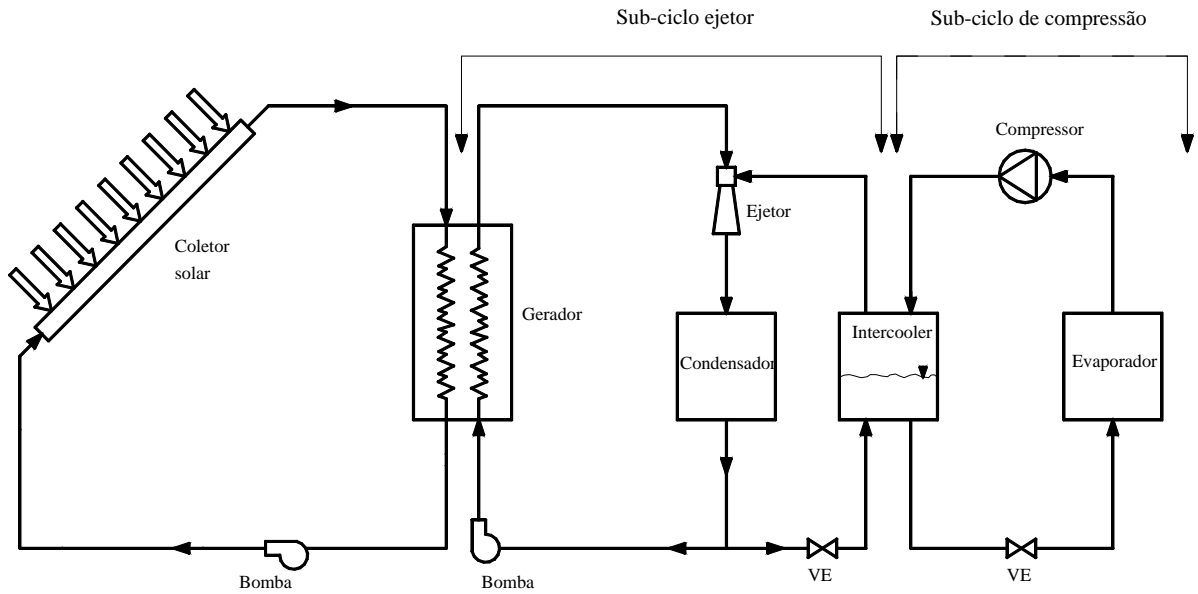 Sub-ciclo ejetor
Sub-ciclo de compressão
Compressor
Ejetor
Coletor
solar
Gerador
Condensador
Intercooler
Evaporador
Bomba
Bomba
VE
VE